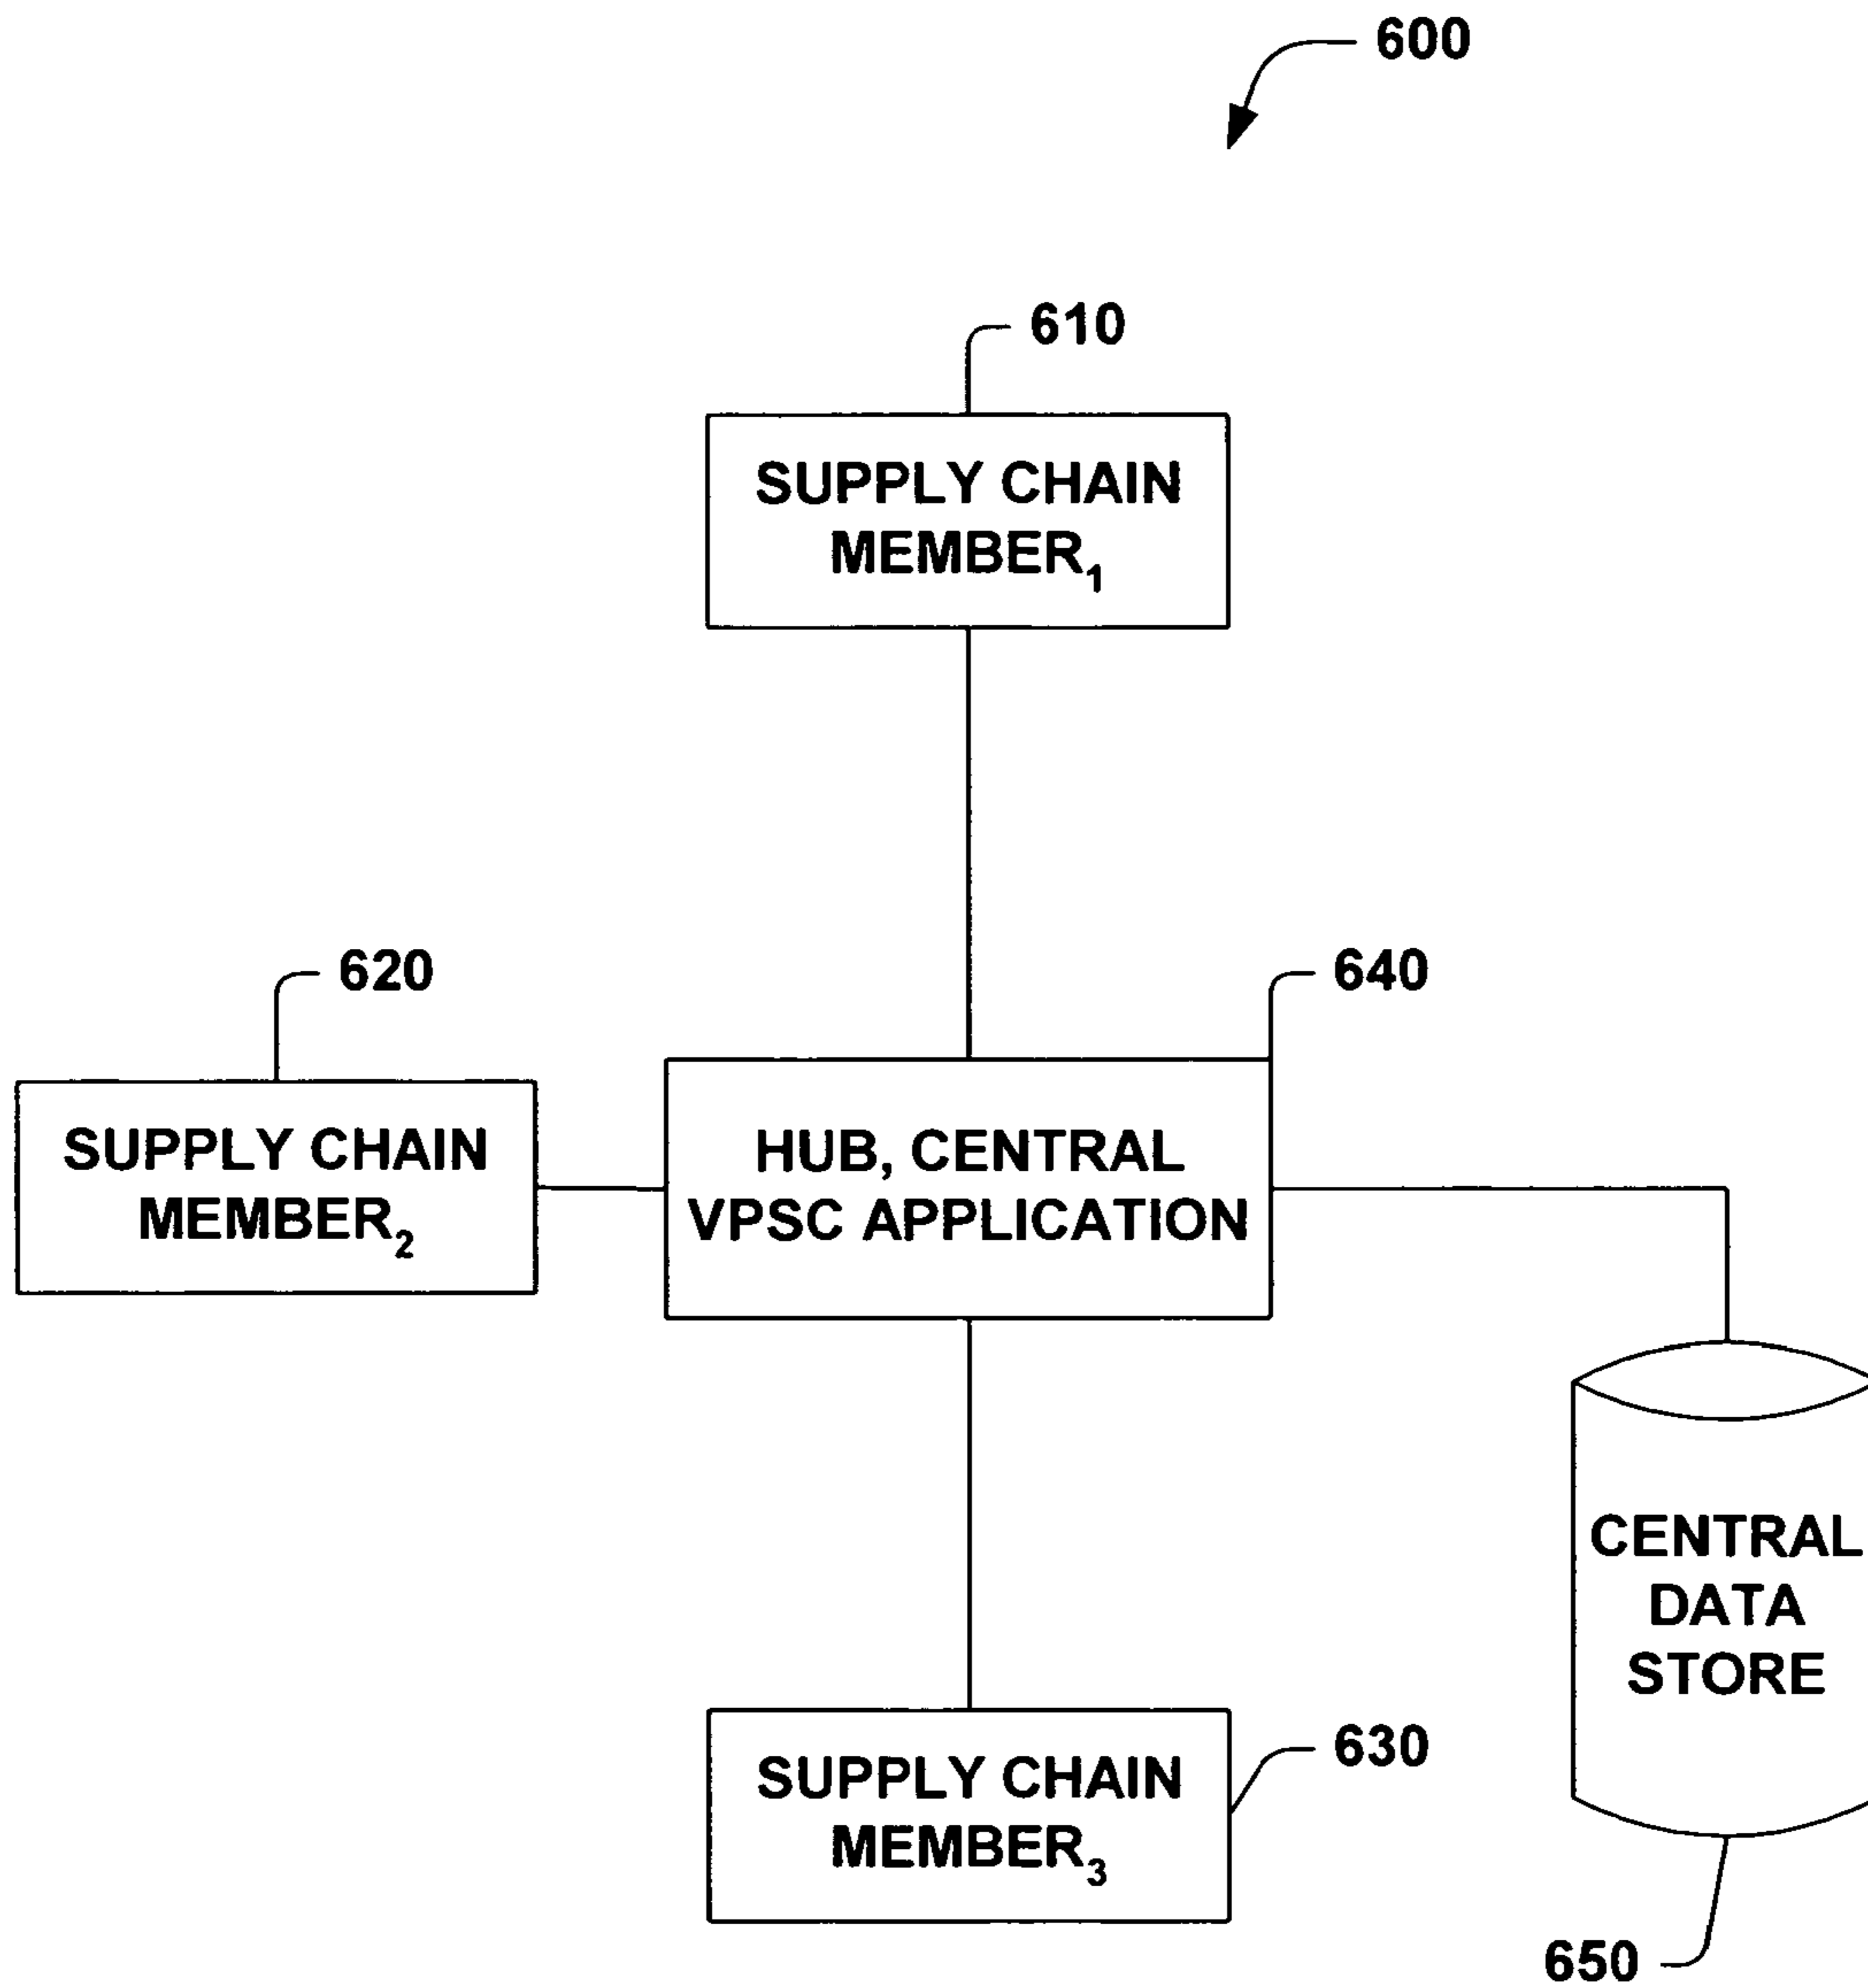 600
610
SUPPLY CHAIN
MEMBER₁
620
640
SUPPLY CHAIN
MEMBER₂
HUB, CENTRAL
VPSC APPLICATION
CENTRAL
DATA
STORE
630
SUPPLY CHAIN
MEMBER₃
650